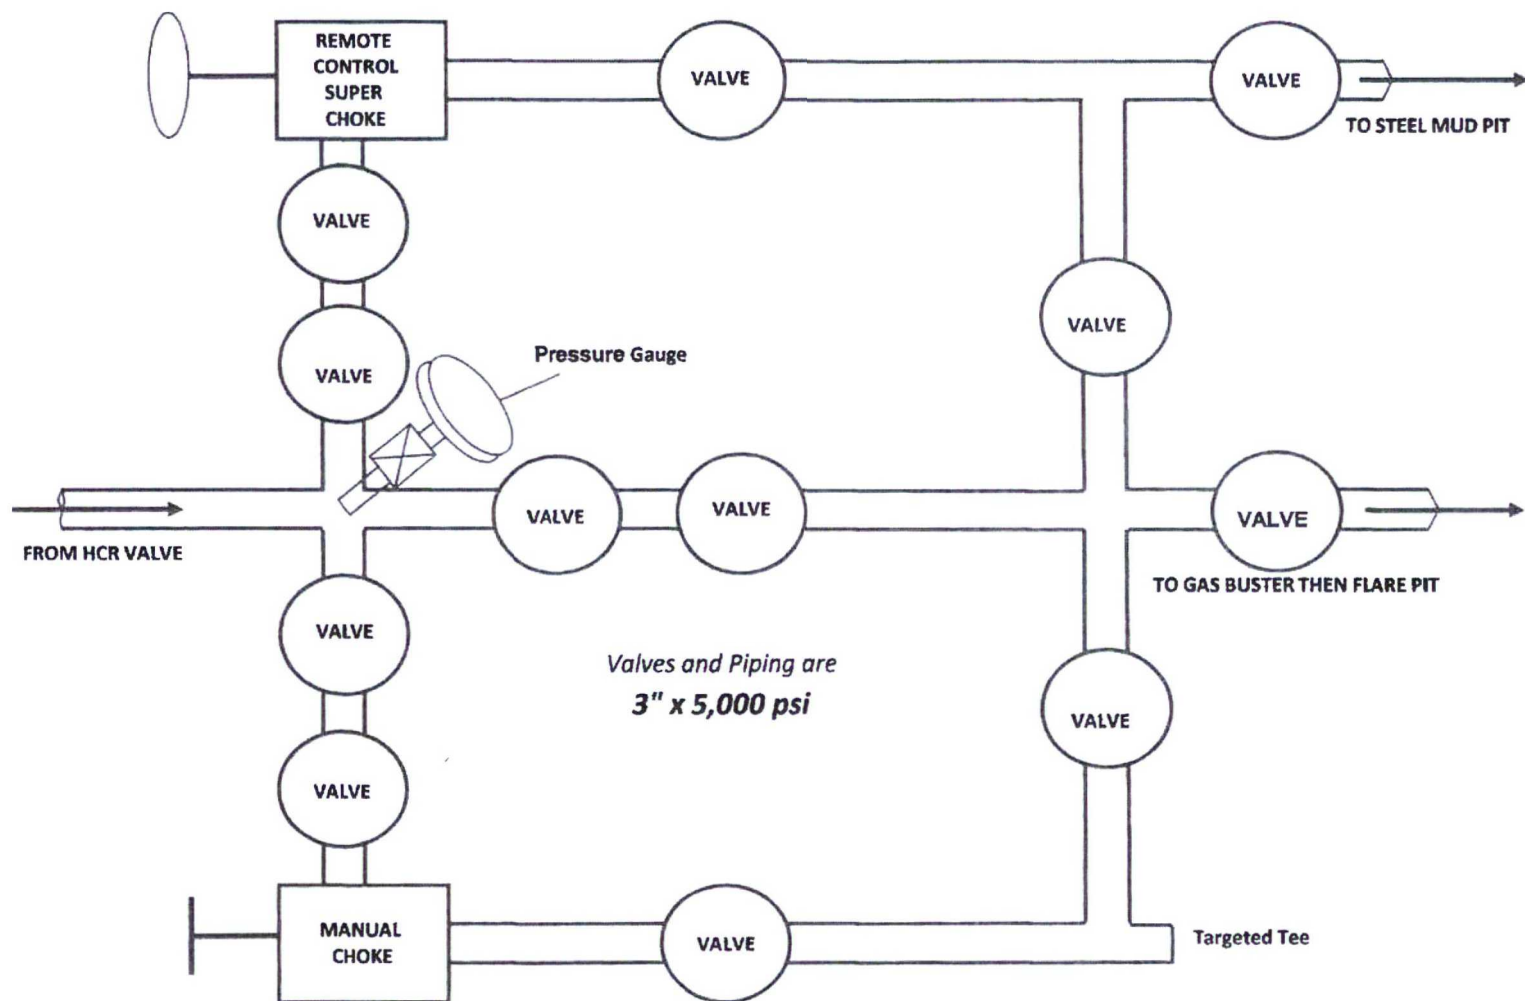 REMOTE
CONTROL
SUPER
CHOKE
VALVE
VALVE
TO STEEL MUD PIT
VALVE
VALVE
VALVE
Pressure Gauge
FROM HCR VALVE
VALVE
VALVE
VALVE
TO GAS BUSTER THEN FLARE PIT
VALVE
Valves and Piping are
3" x 5,000 psi
VALVE
VALVE
MANUAL
CHOKE
VALVE
Targeted Tee